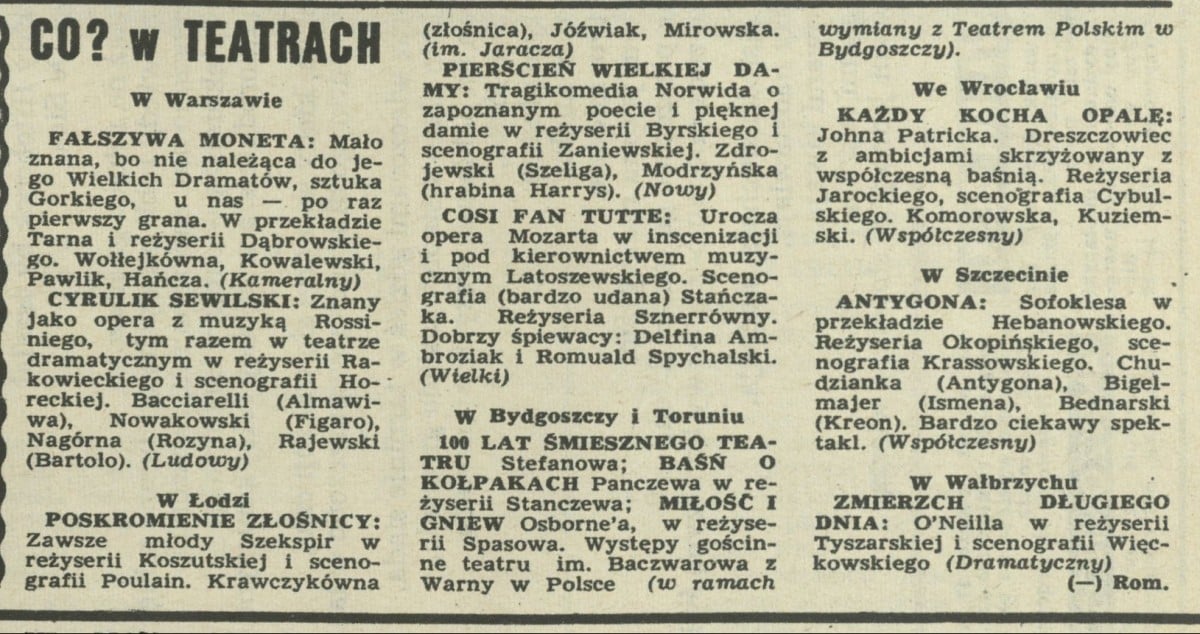 CO? w TEATRACH
W Warszawie
FAŁSZYWA MONETA: Mało
znana, bo nie należąca do je-
go Wielkich Dramatów, sztuka
Gorkiego, u nas — po raz
pierwszy grana. W przekładzie
Tarna i reżyserii Dąbrowskie-
go. Wołłejkówna, Kowalewski,
Pawlik, Hańcza. (Kameralny)
CYRULIK SEWILSKI: Znany
jako opera z muzyką Rossi-
niego, tym razem w teatrze
dramatycznym w reżyserii Ra-
kowieckiego i scenografii Ho-
reckiej. Bacciarelli (Almawi-
wa), Nowakowski (Figaro),
Nagórna (Rozyna), Rajewski
(Bartolo). (Ludowy)
W Łodzi
POSKROMIENIE ZŁOŚNICY:
Zawsze młody Szekspir w
reżyserii Koszutskiej i sceno-
grafii Poulain. Krawczykówna
(złośnica), Jóźwiak, Mirowska.
(im. Jaracza)
PIERŚCIEŃ WIELKIEJ DA-
MY: Tragikomedia Norwida o
zapoznanym poecie i pięknej
damie w reżyserii Byrskiego i
scenografii Zaniewskiej. Zdro-
jewski (Szeliga), Modrzyńska
(hrabina Harrys). (Nowy)
COSI FAN TUTTE: Urocza
opera Mozarta w inscenizacji
i pod kierownictwem muzy-
cznym Latoszewskiego. Sceno-
grafia (bardzo udana) Stańcza-
ka. Reżyseria Sznerrówny.
Dobrzy śpiewacy: Delfina Am-
broziak i Romuald Spychalski.
(Wielki)
W Bydgoszczy i Toruniu
100 LAT ŚMIESZNEGO TEA-
TRU Stefanowa; BAŚŃ O
KOŁPAKACH Panczewa w re-
żyserii Stanczewa; MIŁOŚĆ I
GNIEW Osborne'a, w reżyse-
rii Spasowa. Występy gościn-
ne teatru im. Baczwarowa z
Warny w Polsce (w ramach
wymiany z Teatrem Polskim w
Bydgoszczy).
We Wrocławiu
KAŻDY KOCHA OPALĘ:
Johna Patricka. Dreszczowiec
z ambicjami skrzyżowany z
współczesną baśnią. Reżyseria
Jarockiego, scenografia Cybul-
skiego. Komorowska, Kuziem-
ski. (Współczesny)
W Szczecinie
ANTYGONA: Sofoklesa w
przekładzie Hebanowskiego.
Reżyseria Okopińskiego, sce-
nografia Krassowskiego. Chu-
dzianka (Antygona), Bigel-
majer (Ismena), Bednarski
(Kreon). Bardzo ciekawy spek-
takl. (Współczesny)
W Wałbrzychu
ZMIERZCH DŁUGIEGO
DNIA: O'Neilla w reżyserii
Tyszarskiej i scenografii Więc-
kowskiego (Dramatyczny)
(—) Rom.